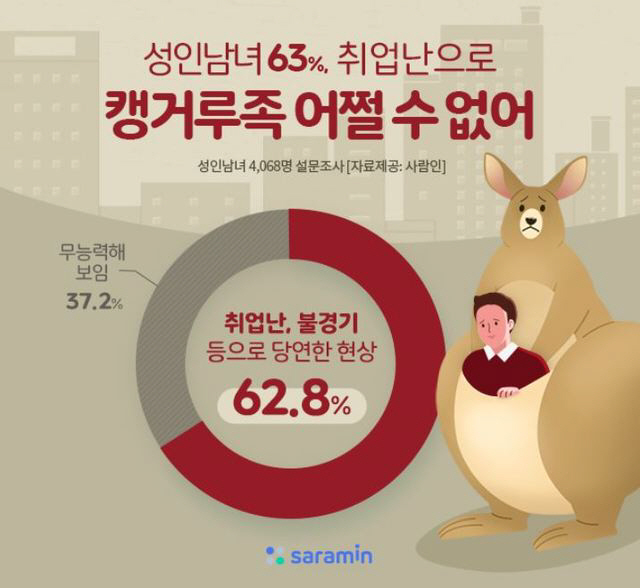 성인남녀 63%, 취업난으로
캥거루족 어쩔 수 없어
성인남녀 4,068명 설문조사 [자료제공: 사람인]
무능력해
보임
37.2%
취업난, 불경기
등으로 당연한 현상
62.8%
saramin